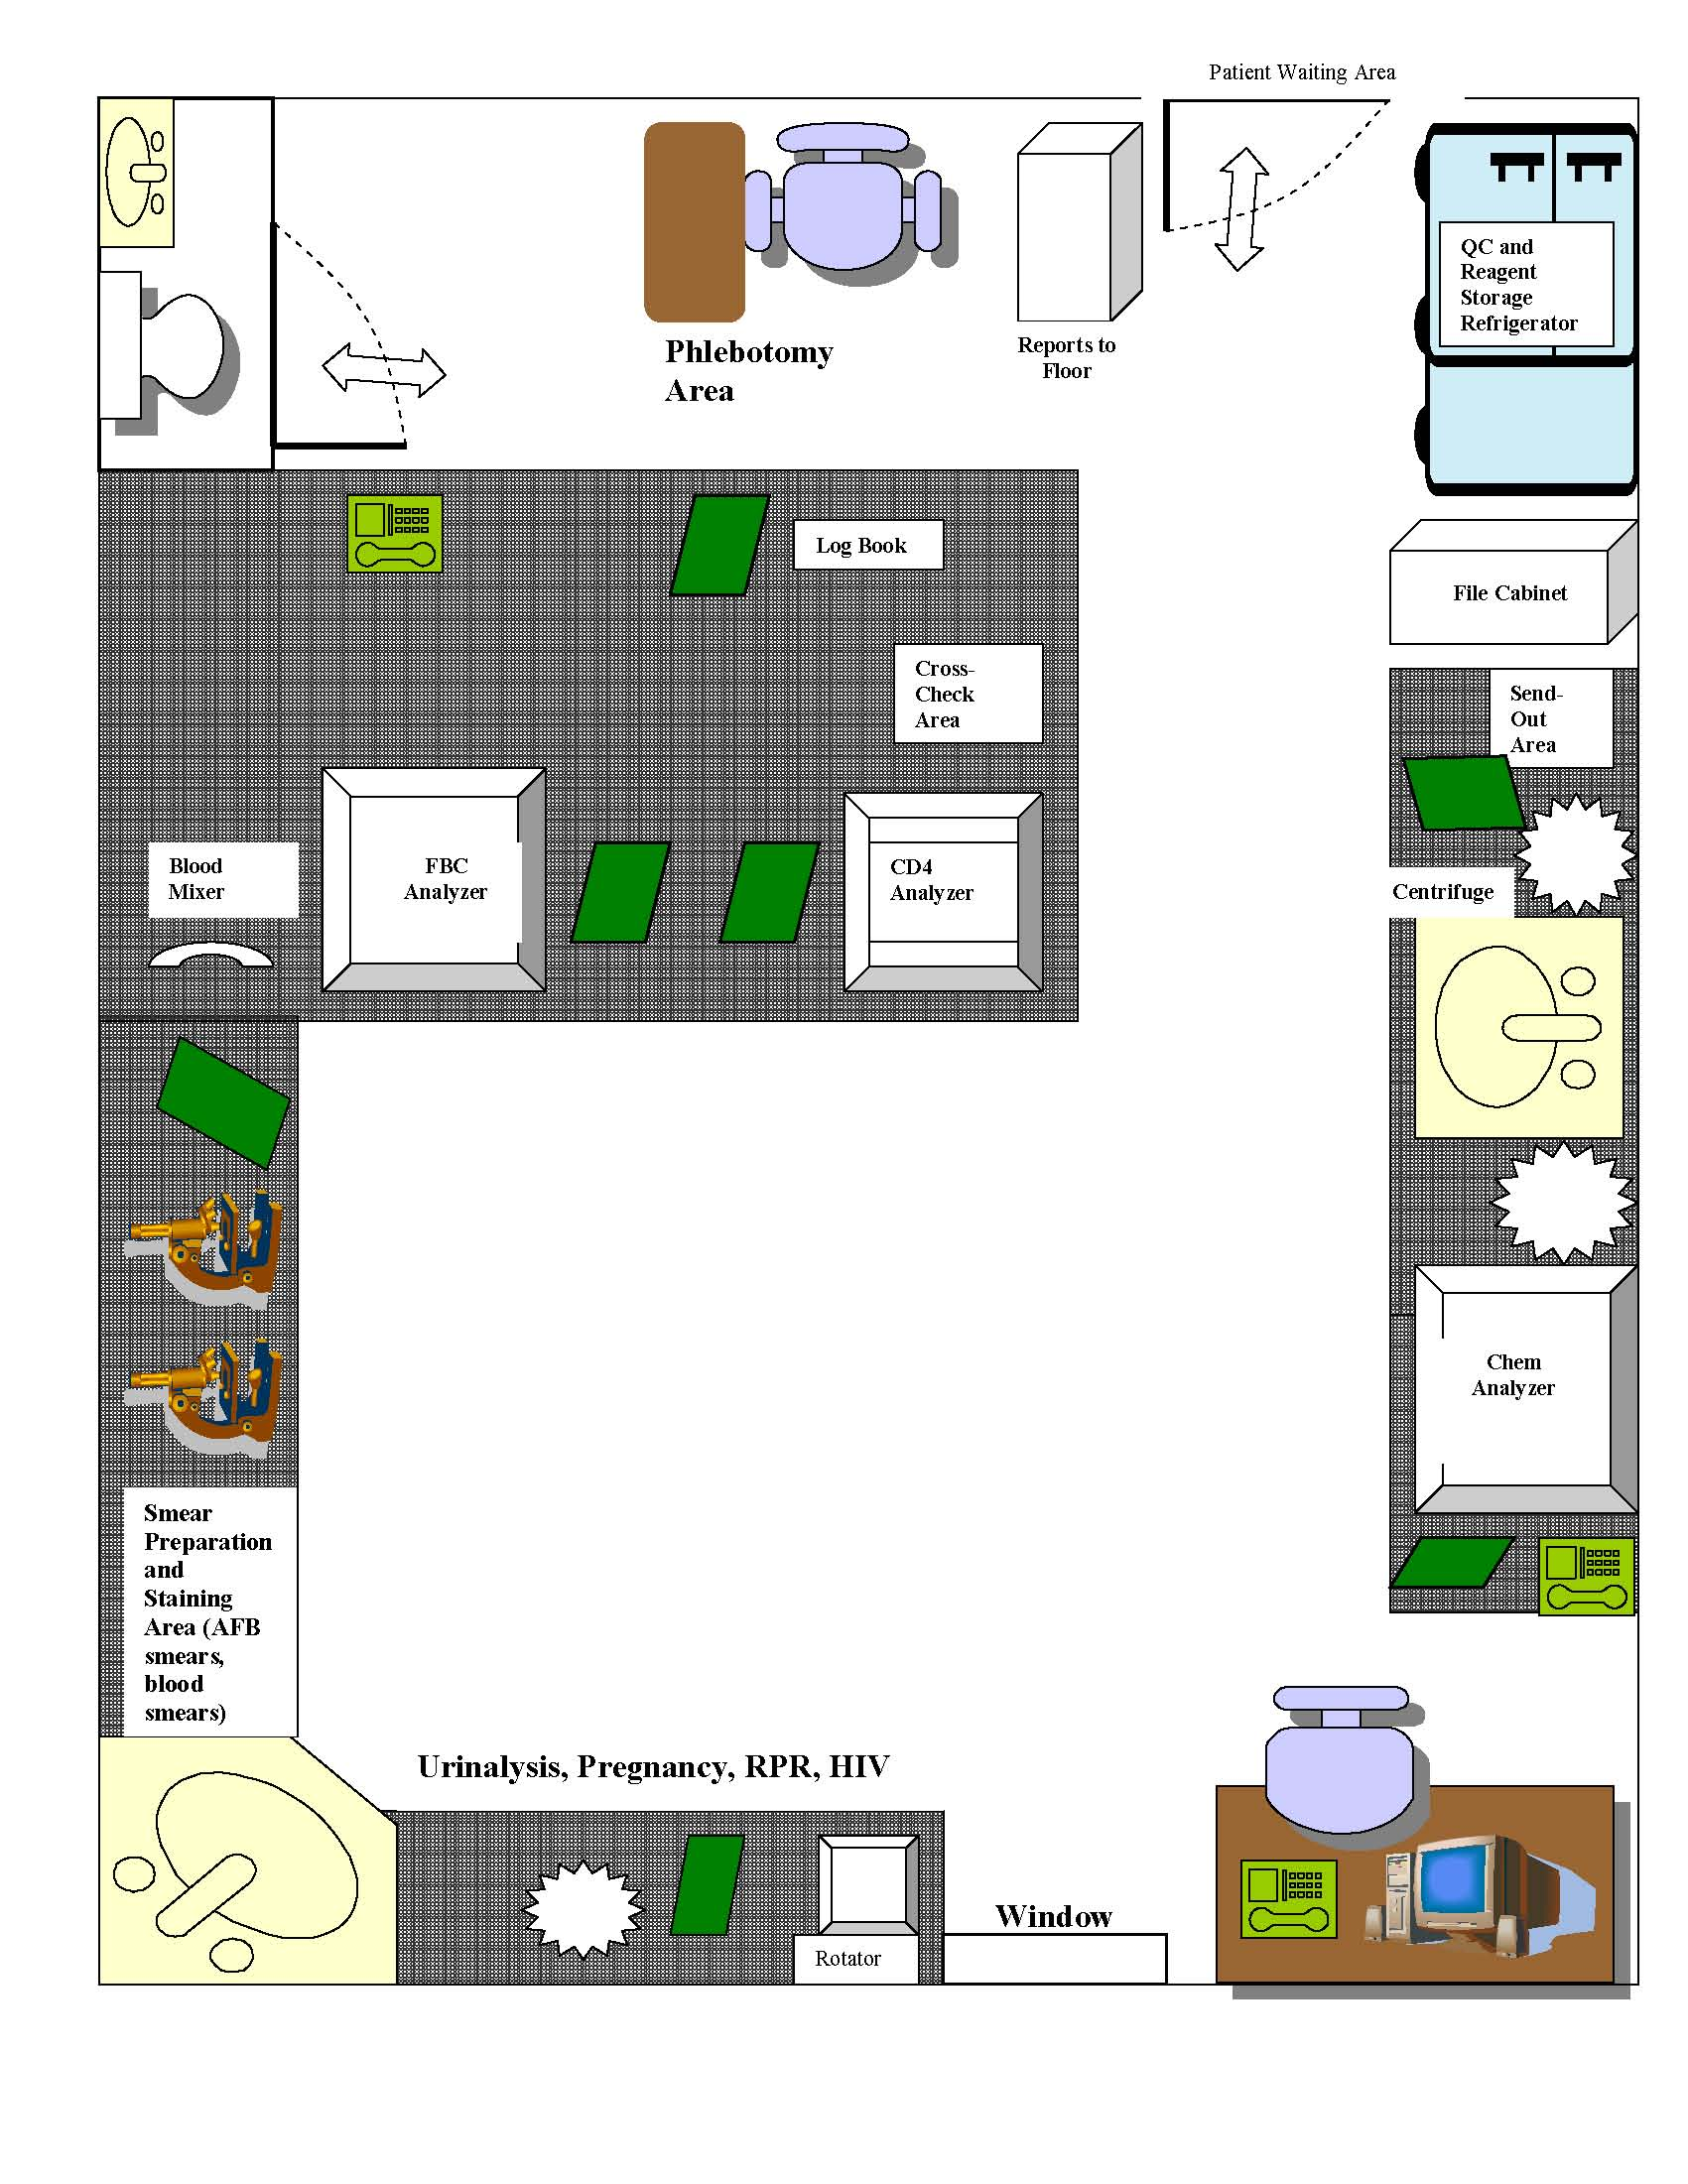 Patient Waiting Area
QC and
Reagent
Storage
Refrigerator
Phlebotomy
Area
Reports to
Floor
Log Book
File Cabinet
Cross-
Check
Area
Send-
Out
Area
Blood
Mixer
FBC
Analyzer
CD4
Analyzer
Centrifuge
Chem
Analyzer
Smear
Preparation
and
Staining
Area (AFB
smears,
blood
smears)
Urinalysis, Pregnancy, RPR, HIV
Window
Rotator